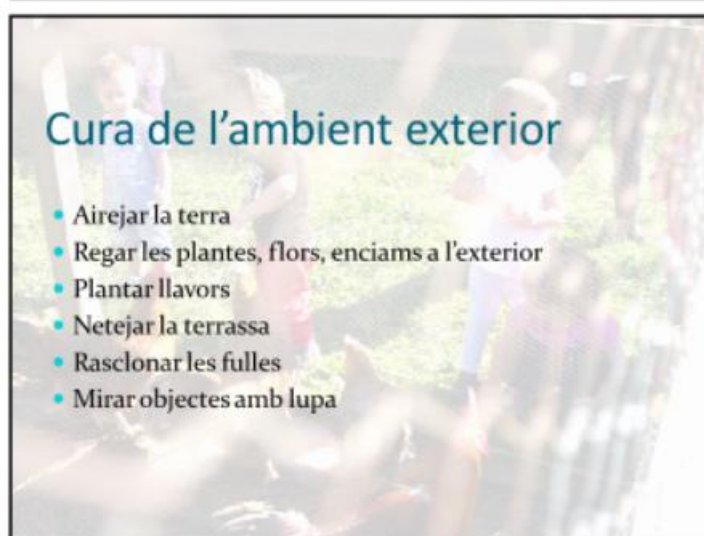 Cura de l’ambient exterior
• Airejar la terra
• Regar les plantes, flors, enciams a l’exterior
• Plantar llavors
• Netejar la terrassa
• Rasclonar les fulles
• Mirar objectes amb lupa